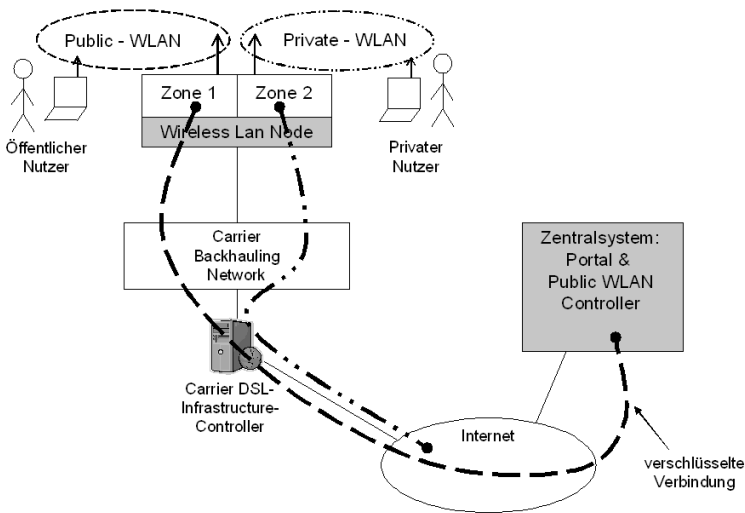 Public - WLAN
Private - WLAN
Zone 1
Zone 2
Wireless Lan Node
Öffentlicher
Nutzer
Privater
Nutzer
Carrier
Backhauling
Network
Zentralsystem:
Portal &
Public WLAN
Controller
Carrier DSL-
Infrastructure-
Controller
Internet
verschlüsselte
Verbindung